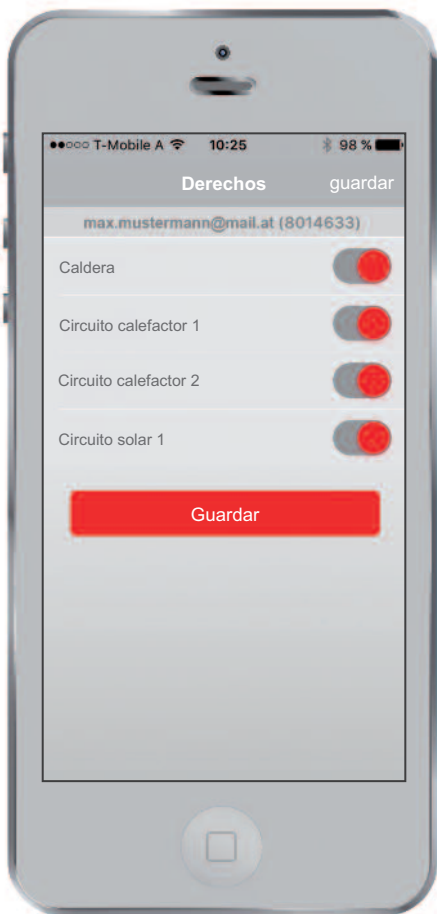 T-Mobile A 10:25 98 %
Derechos guardar
max.mustermann@mail.at (8014633)
Caldera
Circuito calefactor 1
Circuito calefactor 2
Circuito solar 1
Guardar